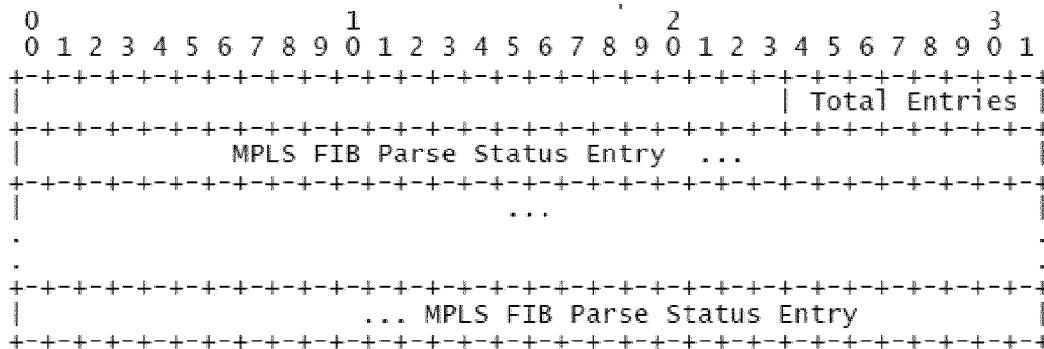 0                   1                   2                   3
0 1 2 3 4 5 6 7 8 9 0 1 2 3 4 5 6 7 8 9 0 1 2 3 4 5 6 7 8 9 0 1
+-+-+-+-+-+-+-+-+-+-+-+-+-+-+-+-+-+-+-+-+-+-+-+-+-+-+-+-+-+-+-+-+
|                                               | Total Entries |
+-+-+-+-+-+-+-+-+-+-+-+-+-+-+-+-+-+-+-+-+-+-+-+-+-+-+-+-+-+-+-+-+
|             MPLS FIB Parse Status Entry  ...                  |
+-+-+-+-+-+-+-+-+-+-+-+-+-+-+-+-+-+-+-+-+-+-+-+-+-+-+-+-+-+-+-+-+
|                              ...                              |
.                                                               .
.                                                               .
+-+-+-+-+-+-+-+-+-+-+-+-+-+-+-+-+-+-+-+-+-+-+-+-+-+-+-+-+-+-+-+-+
|                     ... MPLS FIB Parse Status Entry           |
+-+-+-+-+-+-+-+-+-+-+-+-+-+-+-+-+-+-+-+-+-+-+-+-+-+-+-+-+-+-+-+-+